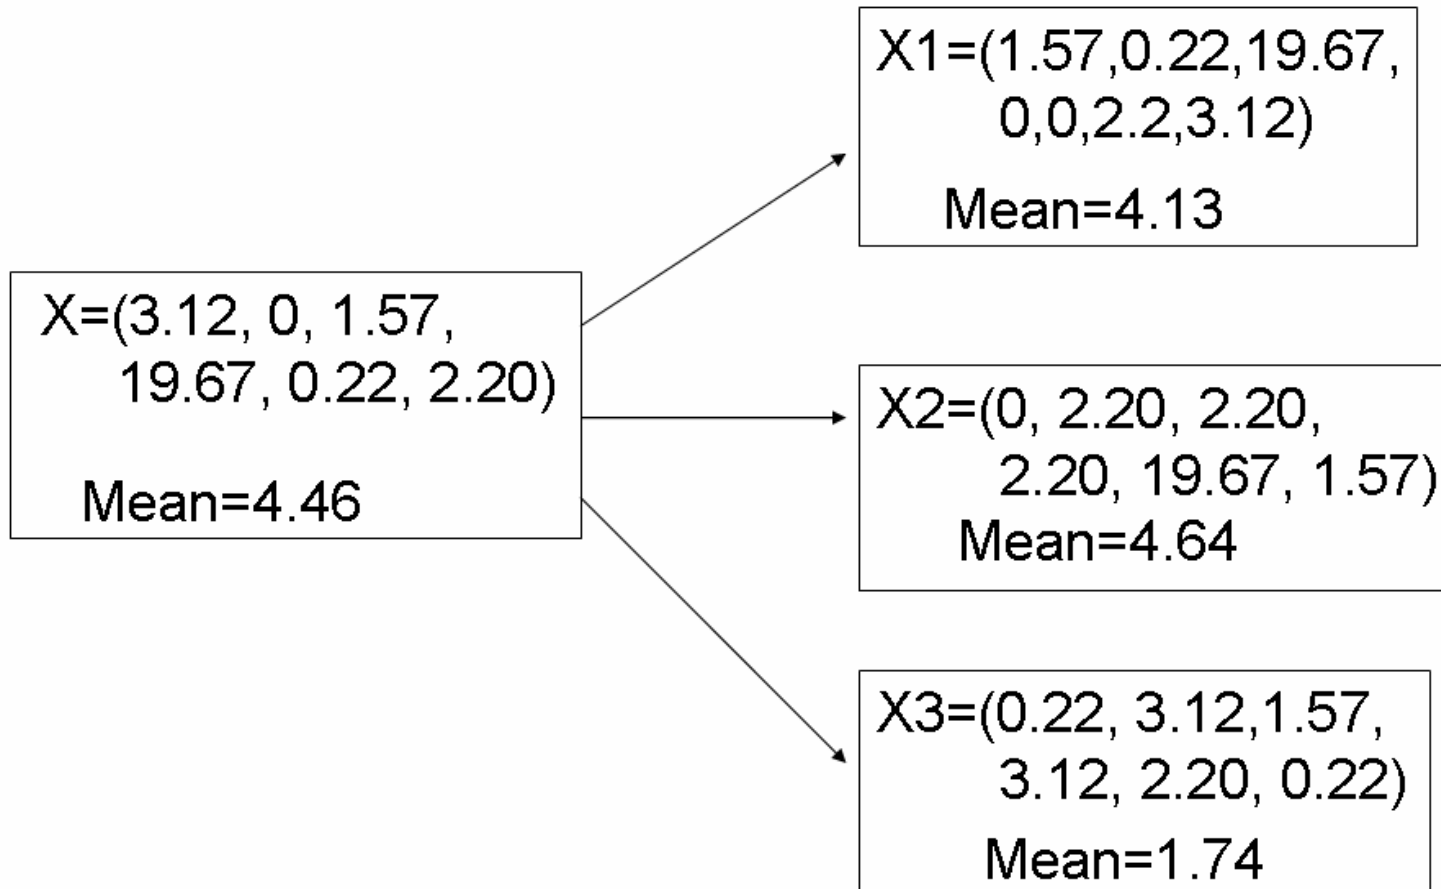 X=(3.12, 0, 1.57,
19.67, 0.22, 2.20)
Mean=4.46
X1=(1.57,0.22,19.67,
0,0,2.2,3.12)
Mean=4.13
X2=(0, 2.20, 2.20,
2.20, 19.67, 1.57)
Mean=4.64
X3=(0.22, 3.12,1.57,
3.12, 2.20, 0.22)
Mean=1.74